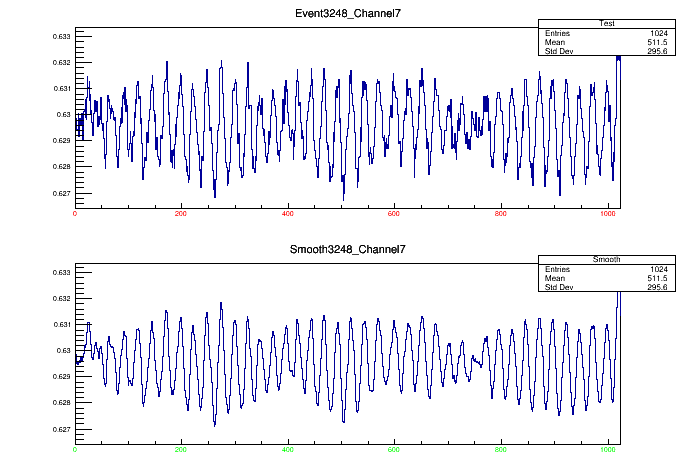 Event3248_Channel7
Test
Entries 1024
Mean 511.5
Std Dev 295.6
0.633
0.632
0.631
0.63
0.629
0.628
0.627
0 200 400 600 800 1000
Smooth3248_Channel7
Smooth
Entries 1024
Mean 511.5
Std Dev 295.6
0.633
0.632
0.631
0.63
0.629
0.628
0.627
0 200 400 600 800 1000